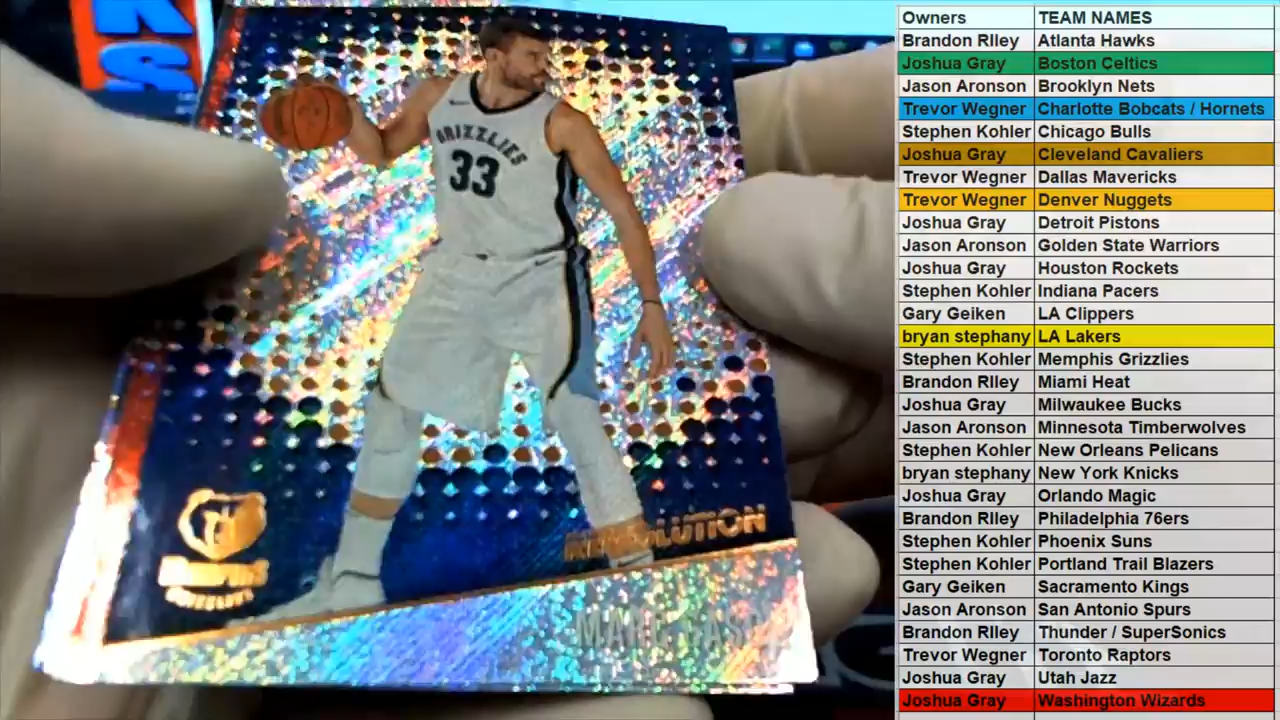 KS
GRIZZLIES
33
REVOLUTION
GRIZZLIES
MARC GASOL
Owners TEAM NAMES
Brandon RIley Atlanta Hawks
Joshua Gray Boston Celtics
Jason Aronson Brooklyn Nets
Trevor Wegner Charlotte Bobcats / Hornets
Stephen Kohler Chicago Bulls
Joshua Gray Cleveland Cavaliers
Trevor Wegner Dallas Mavericks
Trevor Wegner Denver Nuggets
Joshua Gray Detroit Pistons
Jason Aronson Golden State Warriors
Joshua Gray Houston Rockets
Stephen Kohler Indiana Pacers
Gary Geiken LA Clippers
bryan stephany LA Lakers
Stephen Kohler Memphis Grizzlies
Brandon RIley Miami Heat
Joshua Gray Milwaukee Bucks
Jason Aronson Minnesota Timberwolves
Stephen Kohler New Orleans Pelicans
bryan stephany New York Knicks
Joshua Gray Orlando Magic
Brandon RIley Philadelphia 76ers
Stephen Kohler Phoenix Suns
Stephen Kohler Portland Trail Blazers
Gary Geiken Sacramento Kings
Jason Aronson San Antonio Spurs
Brandon RIley Thunder / SuperSonics
Trevor Wegner Toronto Raptors
Joshua Gray Utah Jazz
Joshua Gray Washington Wizards